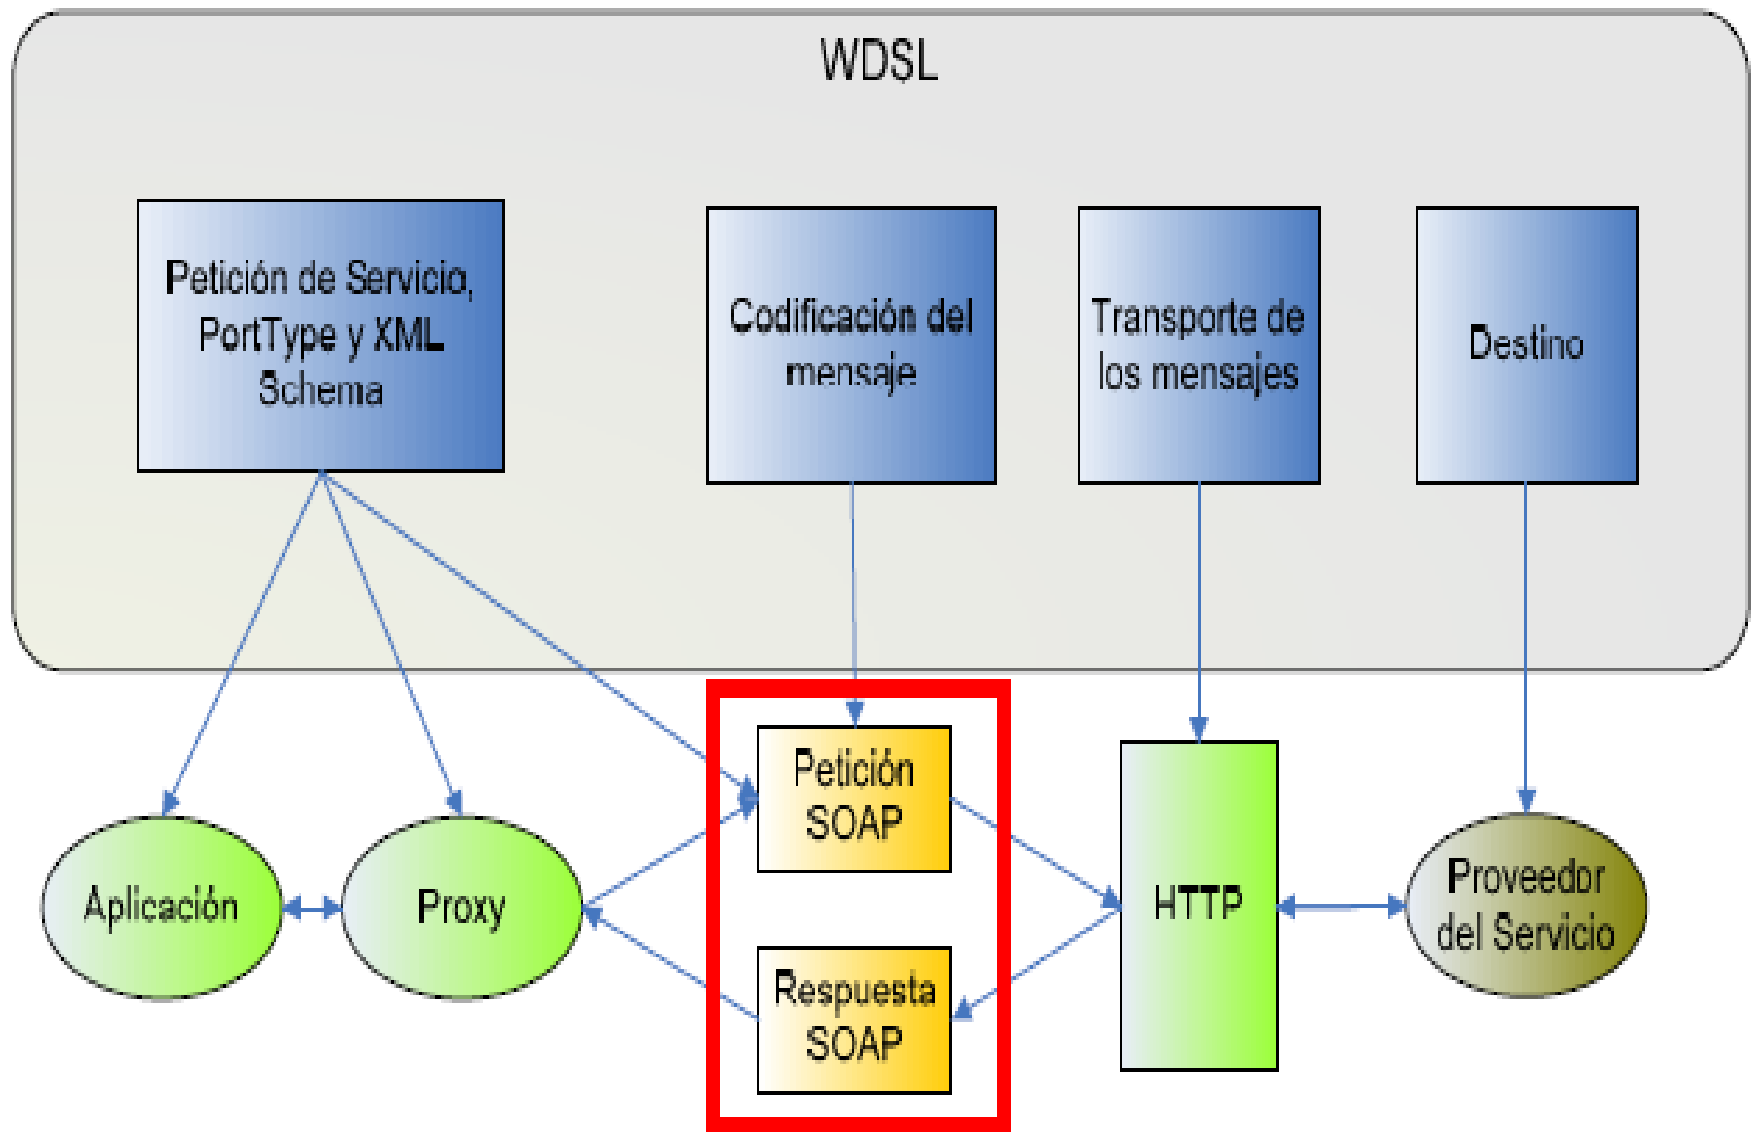 WDSL
Petición de Servicio,
PortType y XML
Schema
Codificación del
mensaje
Transporte de
los mensajes
Destino
Petición
SOAP
Aplicación
Proxy
HTTP
Proveedor
del Servicio
Respuesta
SOAP